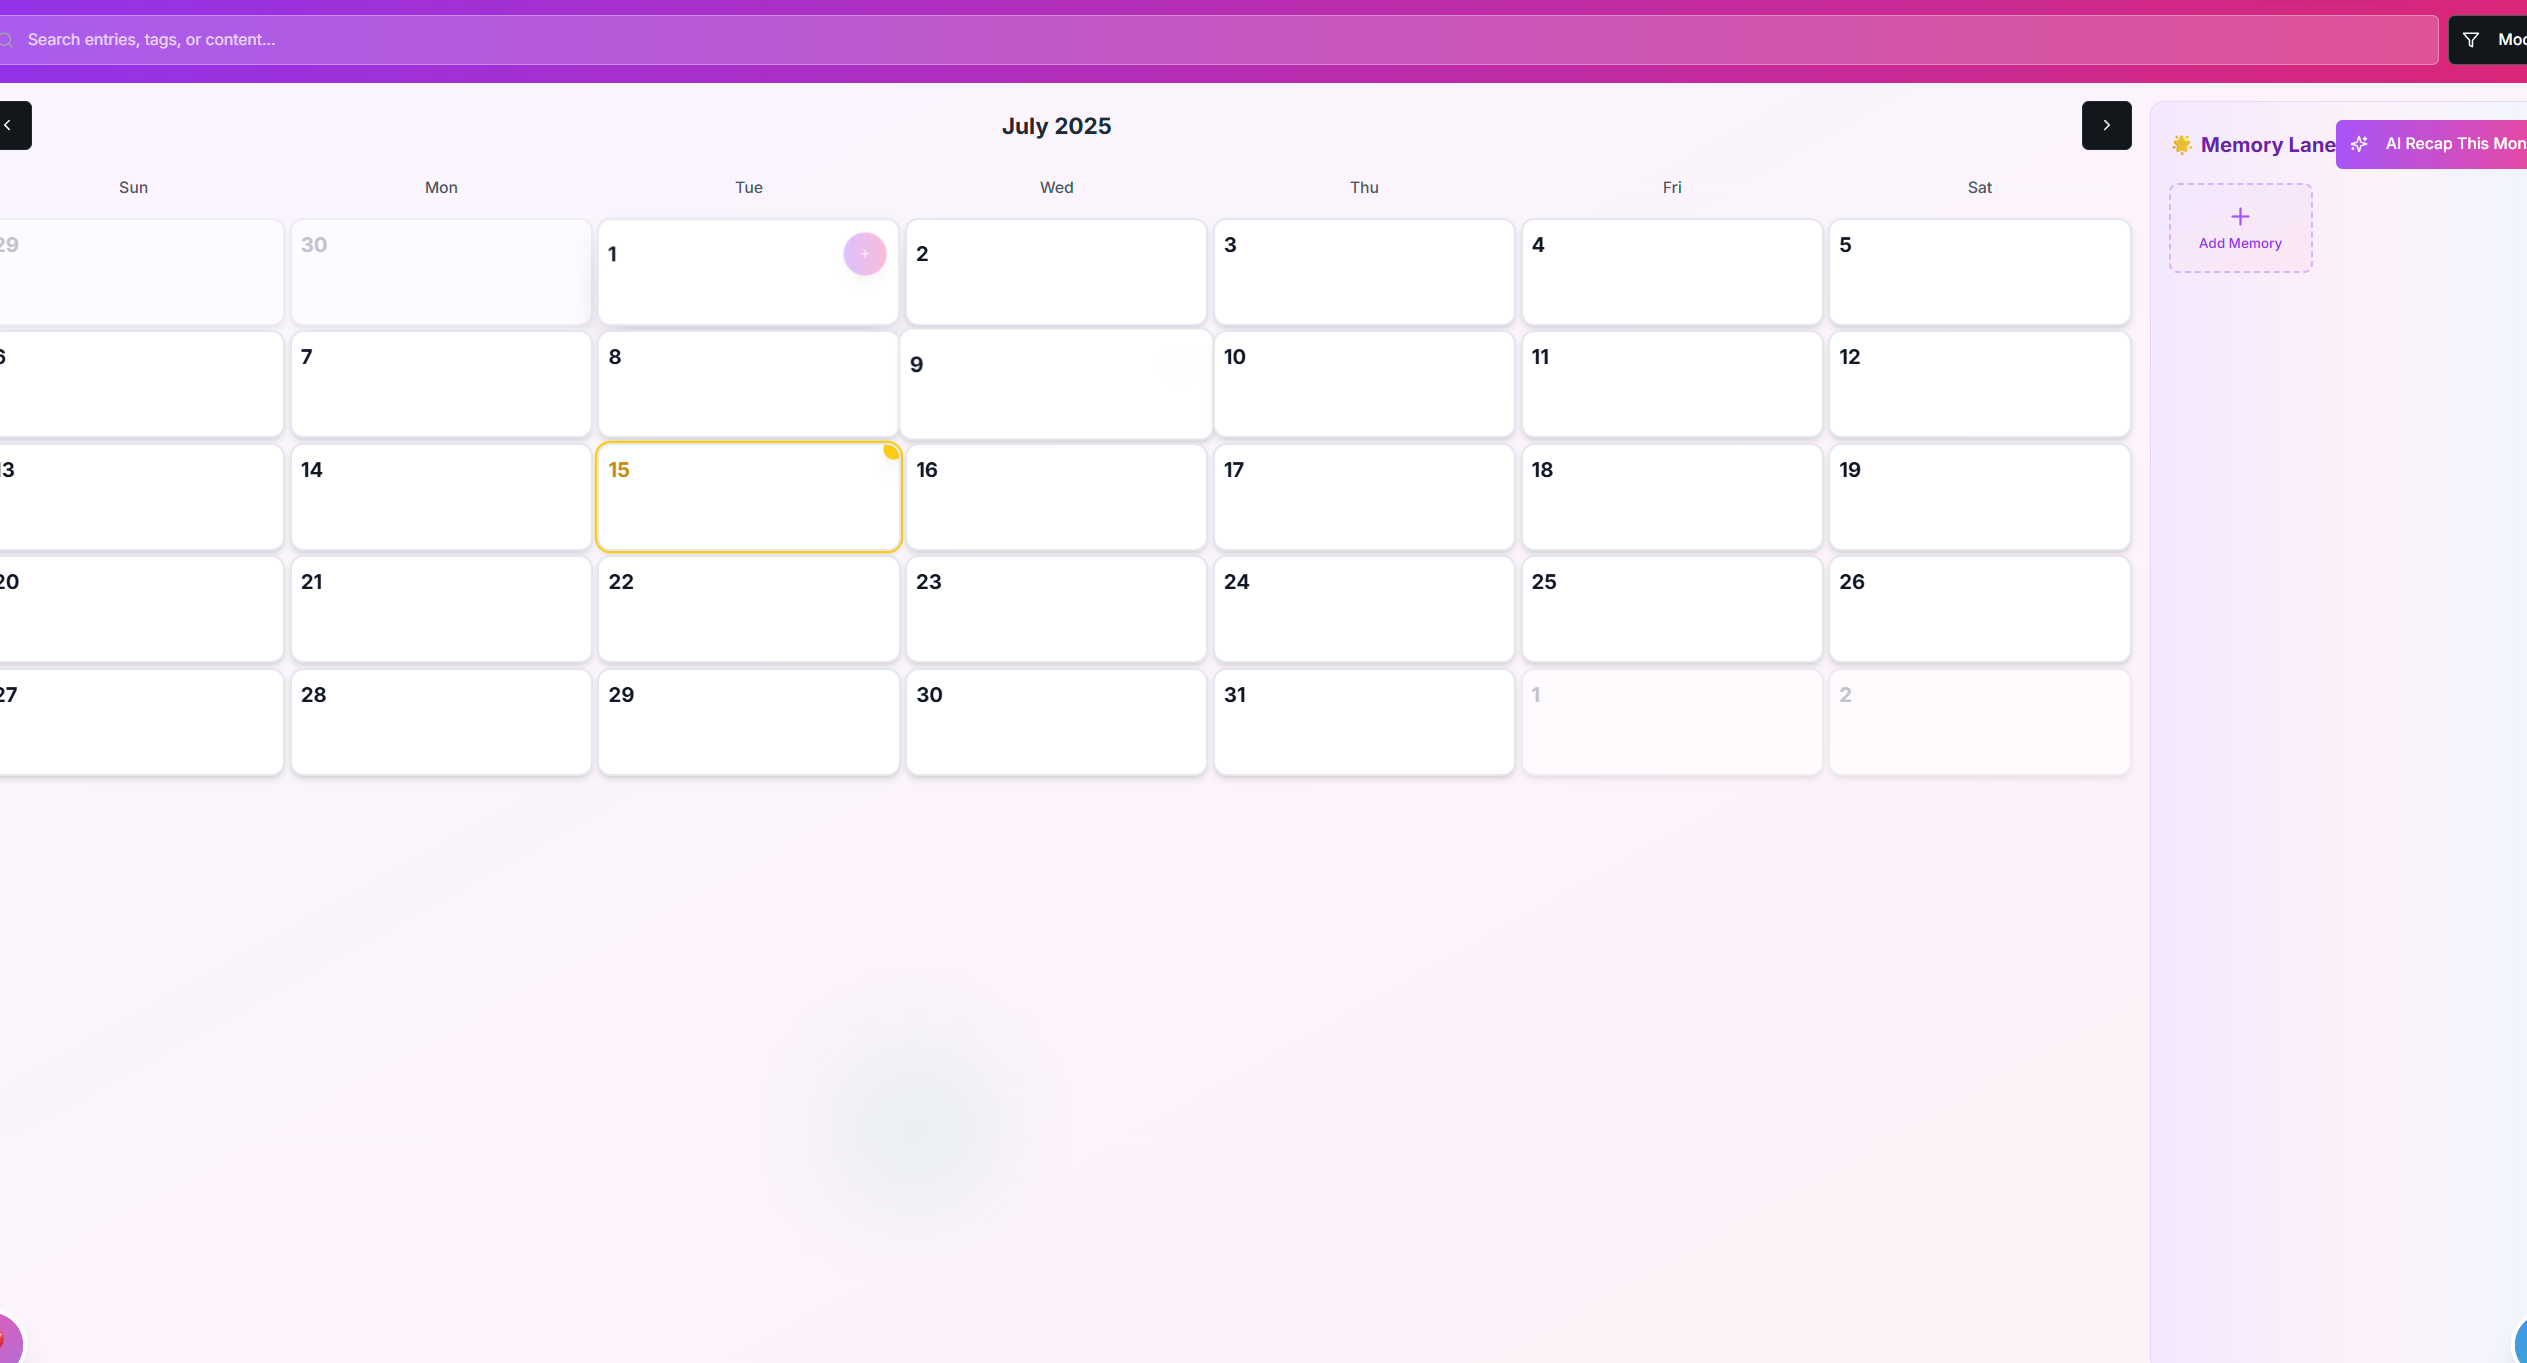 Search entries, tags, or content...
July 2025
🌟 Memory Lane
AI Recap This Mon
Add Memory
Sun Mon Tue Wed Thu Fri Sat
29 30 1 2 3 4 5
6 7 8 9 10 11 12
13 14 15 16 17 18 19
20 21 22 23 24 25 26
27 28 29 30 31 1 2